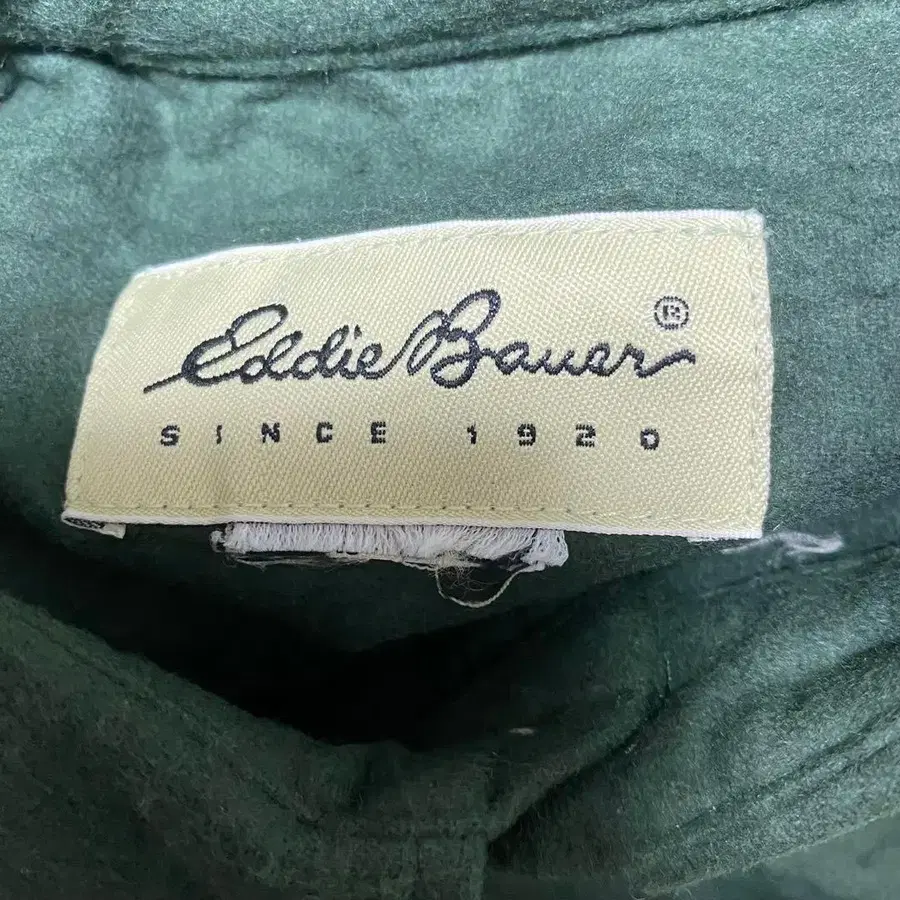 Eddie Bauer ®
SINCE 1920